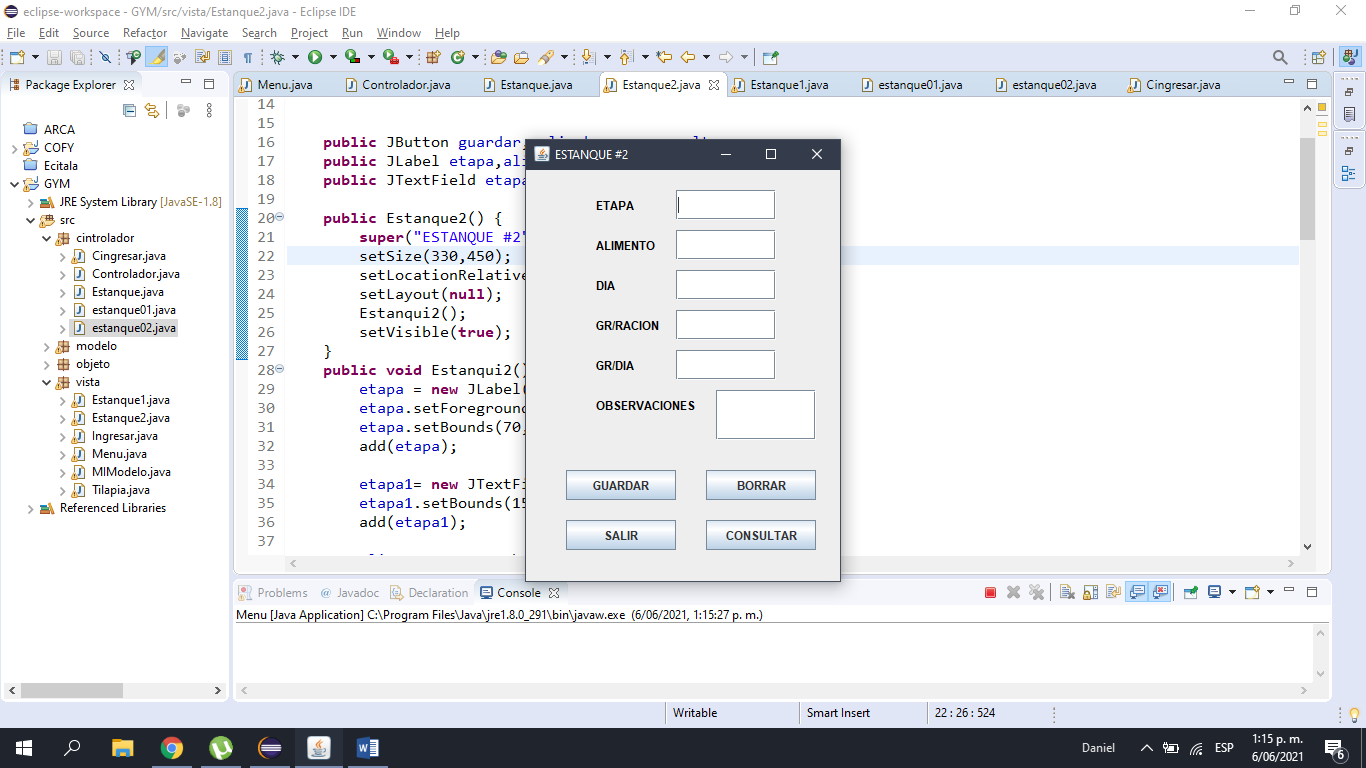 eclipse-workspace - GYM/src/vista/Estanque2.java - Eclipse IDE
File Edit Source Refactor Navigate Search Project Run Window Help
Package Explorer
ARCA
COFY
Ecitala
GYM
JRE System Library [JavaSE-1.8]
src
cintrolador
Cingresar.java
Controlador.java
Estanque.java
estanque01.java
estanque02.java
modelo
objeto
vista
Estanque1.java
Estanque2.java
Ingresar.java
Menu.java
MIModelo.java
Tilapia.java
Referenced Libraries
Menu.java Controlador.java Estanque.java Estanque2.java Estanque1.java estanque01.java estanque02.java Cingresar.java
14
15
16 public JButton guardar,
17 public JLabel etapa,ali
18 public JTextField etapa
19
20 public Estanque2() {
21 super("ESTANQUE #2"
22 setSize(330,450);
23 setLocationRelative
24 setLayout(null);
25 Estanqui2();
26 setVisible(true);
27 }
28 public void Estanqui2()
29 etapa = new JLabel(
30 etapa.setForeground
31 etapa.setBounds(70,
32 add(etapa);
33
34 etapa1= new JTextFi
35 etapa1.setBounds(15
36 add(etapa1);
37
ESTANQUE #2
ETAPA
ALIMENTO
DIA
GR/RACION
GR/DIA
OBSERVACIONES
GUARDAR BORRAR
SALIR CONSULTAR
Problems @ Javadoc Declaration Console
Menu [Java Application] C:\Program Files\Java\jre1.8.0_291\bin\javaw.exe (6/06/2021, 1:15:27 p. m.)
Writable Smart Insert 22 : 26 : 524
Daniel ESP 1:15 p. m.
6/06/2021
6